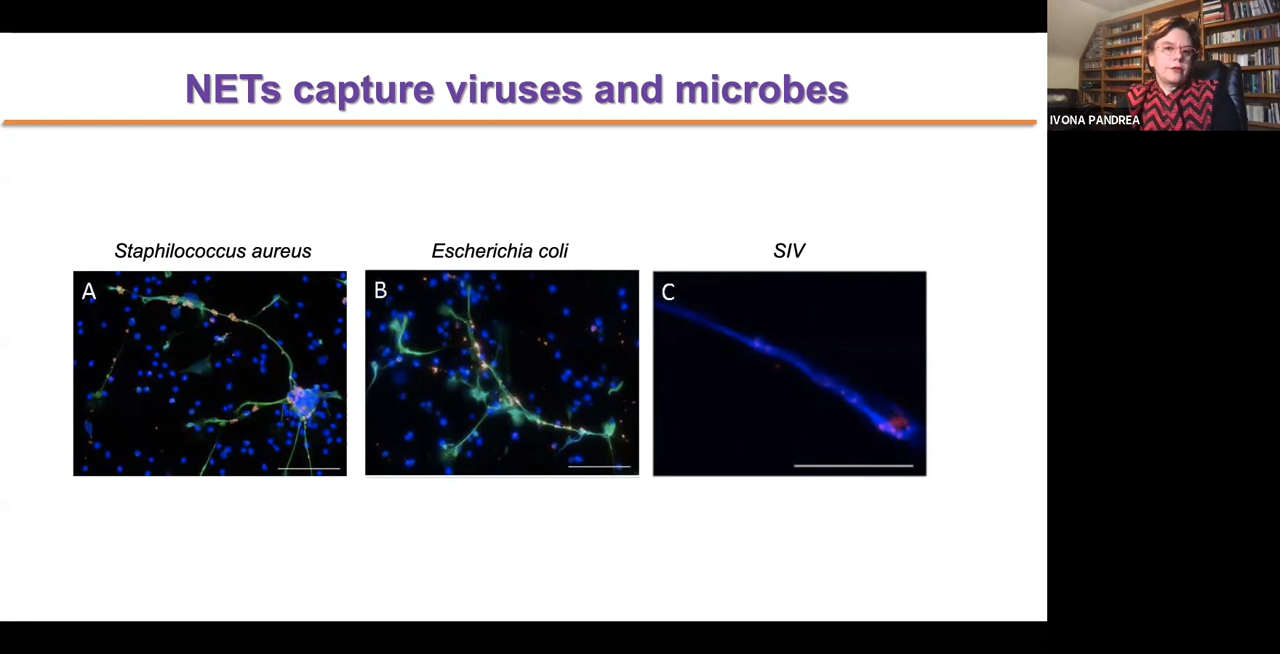 NETs capture viruses and microbes
IVONA PANDREA
Staphilococcus aureus
Escherichia coli
SIV
A
B
C